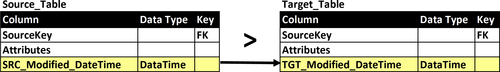 Source_Table
Target_Table
Column Data Type Key
SourceKey FK
Attributes
SRC_Modified_DateTime DataTime
>
Column Data Type Key
SourceKey FK
Attributes
TGT_Modified_DateTime DataTime